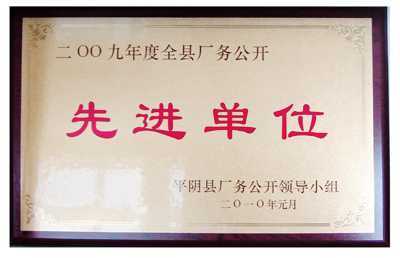 二〇〇九年度全县厂务公开
先进单位
平阴县厂务公开领导小组
二〇一〇年元月